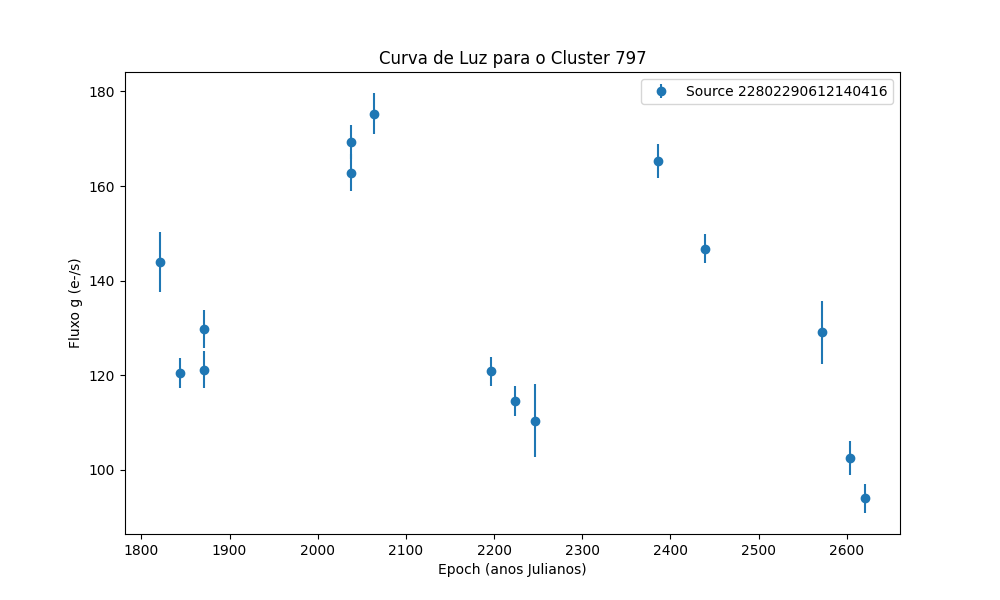 Curva de Luz para o Cluster 797
Source 22802290612140416
Fluxo g (e-/s)
180
160
140
120
100
1800 1900 2000 2100 2200 2300 2400 2500 2600
Epoch (anos Julianos)